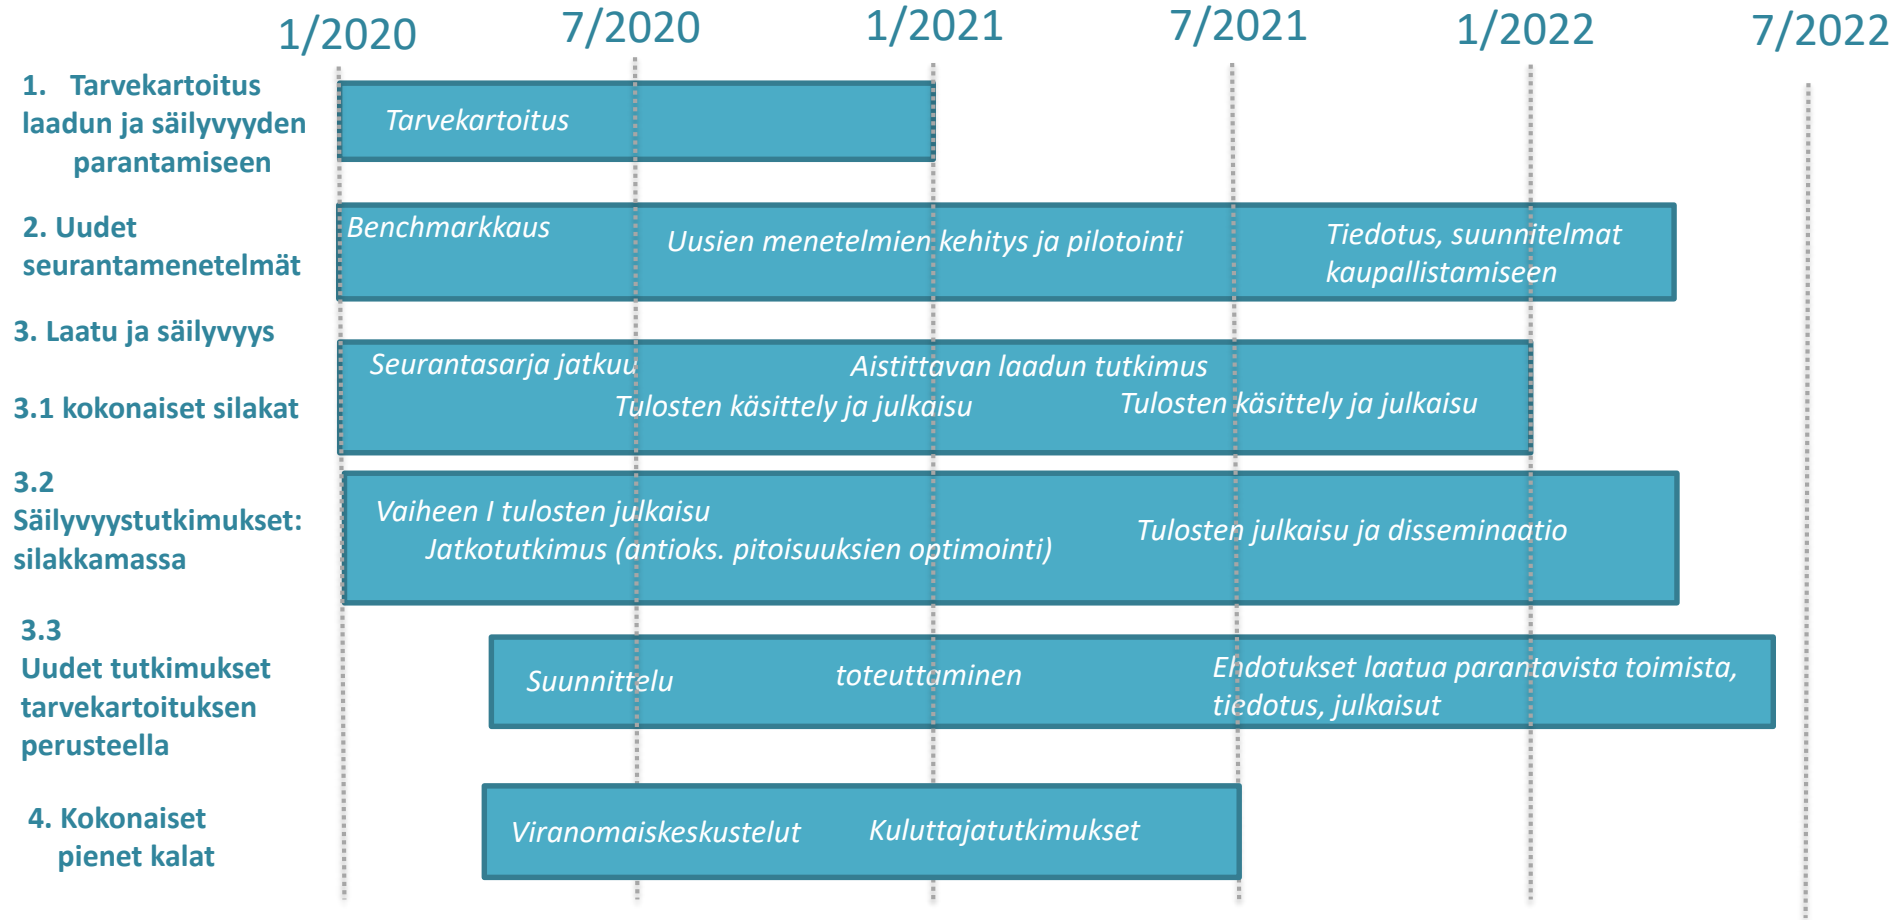 1/2020
7/2020
1/2021
7/2021
1/2022
7/2022
1. Tarvekartoitus
laadun ja säilyvyyden
parantamiseen
Tarvekartoitus
2. Uudet
seurantamenetelmät
Benchmarkkaus
Uusien menetelmien kehitys ja pilotointi
Tiedotus, suunnitelmat
kaupallistamiseen
3. Laatu ja säilyvyys
3.1 kokonaiset silakat
Seurantasarja jatkuu
Aistittavan laadun tutkimus
Tulosten käsittely ja julkaisu
Tulosten käsittely ja julkaisu
3.2
Säilyvyystutkimukset:
silakkamassa
Vaiheen I tulosten julkaisu
Jatkotutkimus (antioks. pitoisuuksien optimointi)
Tulosten julkaisu ja disseminaatio
3.3
Uudet tutkimukset
tarvekartoituksen
perusteella
Suunnittelu
toteuttaminen
Ehdotukset laatua parantavista toimista,
tiedotus, julkaisut
4. Kokonaiset
pienet kalat
Viranomaiskeskustelut
Kuluttajatutkimukset